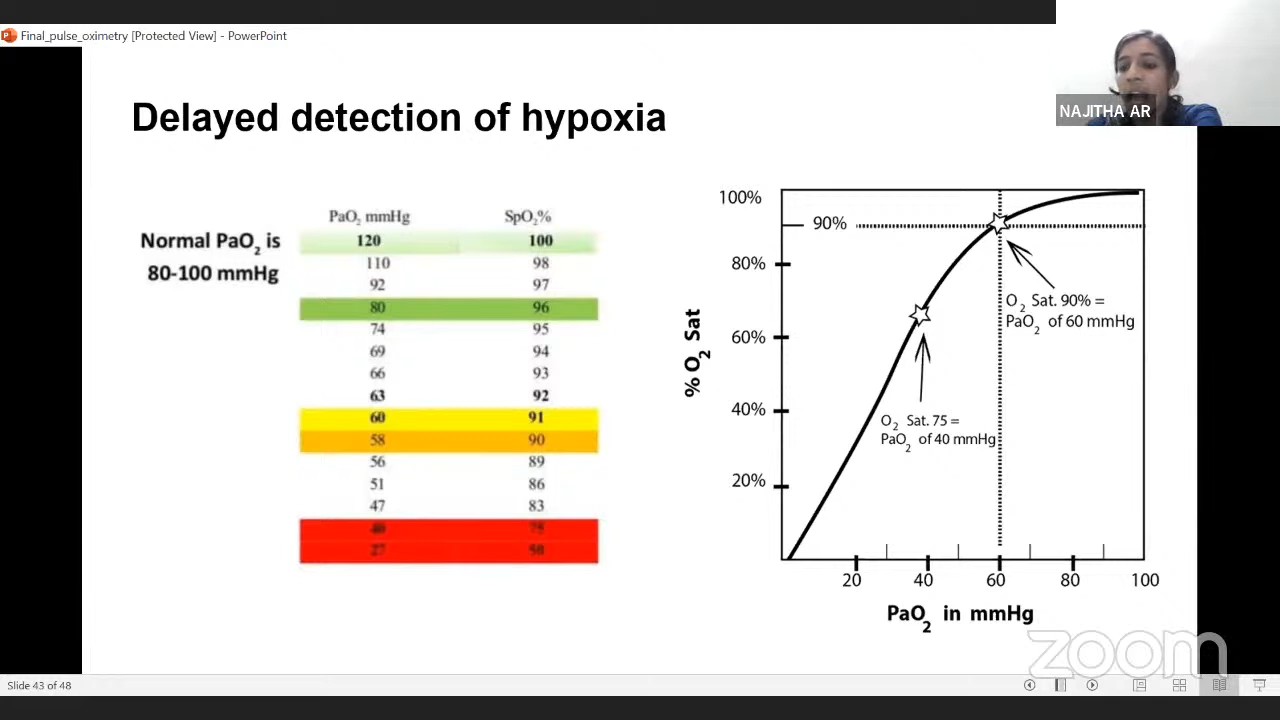 Final_pulse_oximetry [Protected View] - PowerPoint
NAJITHA AR
Delayed detection of hypoxia
Normal PaO2 is
80-100 mmHg
PaO2 mmHg SpO2%
120 100
110 98
92 97
80 96
74 95
69 94
66 93
63 92
60 91
58 90
56 89
51 86
47 83
40 75
27 50
% O2 Sat
100%
90%
80%
60%
40%
20%
O2 Sat. 90% =
PaO2 of 60 mmHg
O2 Sat. 75 =
PaO2 of 40 mmHg
20 40 60 80 100
PaO2 in mmHg
zoom
Slide 43 of 48